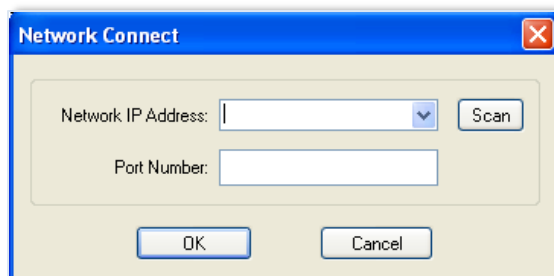 Network Connect
Network IP Address: Scan
Port Number:
OK Cancel